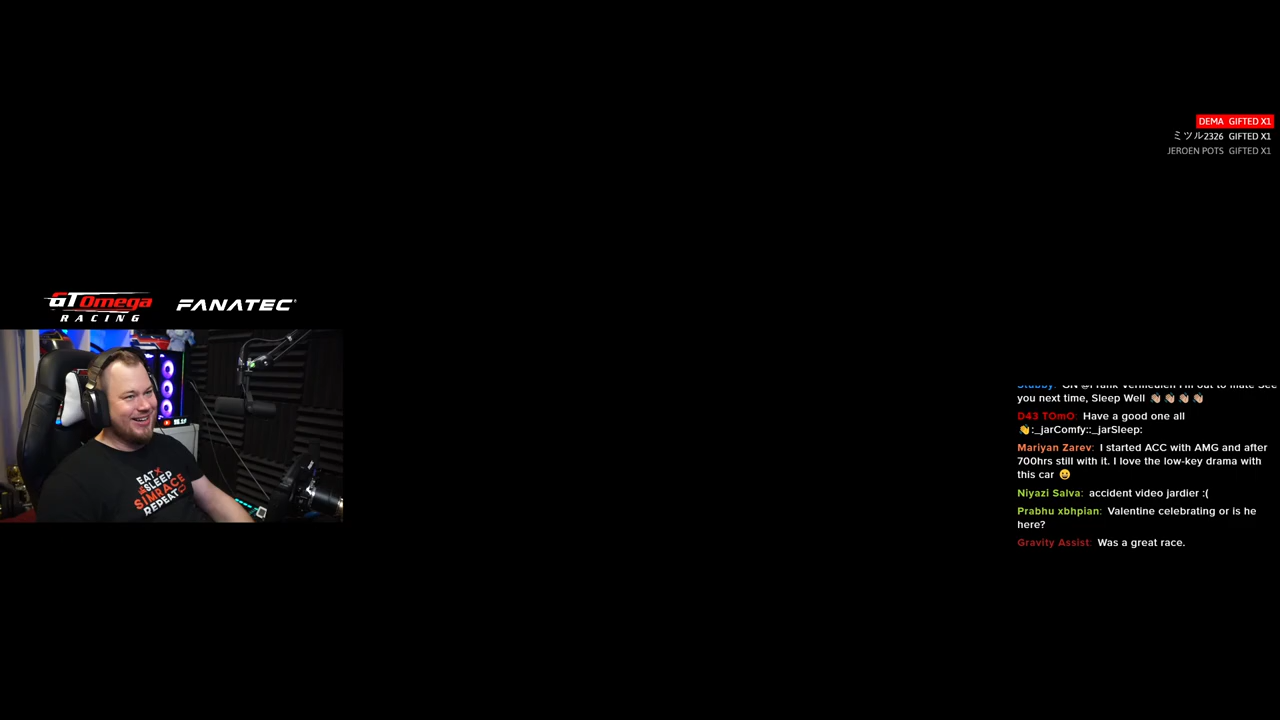 DEMA GIFTED X1
ミツル2326 GIFTED X1
JEROEN POTS GIFTED X1
GTOmega
RACING
FANATEC
EAT
SLEEP
SIMRACE
REPEAT
you next time, Sleep Well 👏🏼👏🏼👏🏼👏🏼
D43 TOmO: Have a good one all
👏:_jarComfy::_jarSleep:
Mariyan Zarev: I started ACC with AMG and after
700hrs still with it. I love the low-key drama with
this car 😀
Niyazi Salva: accident video jardier :(
Prabhu xbhpian: Valentine celebrating or is he
here?
Gravity Assist: Was a great race.